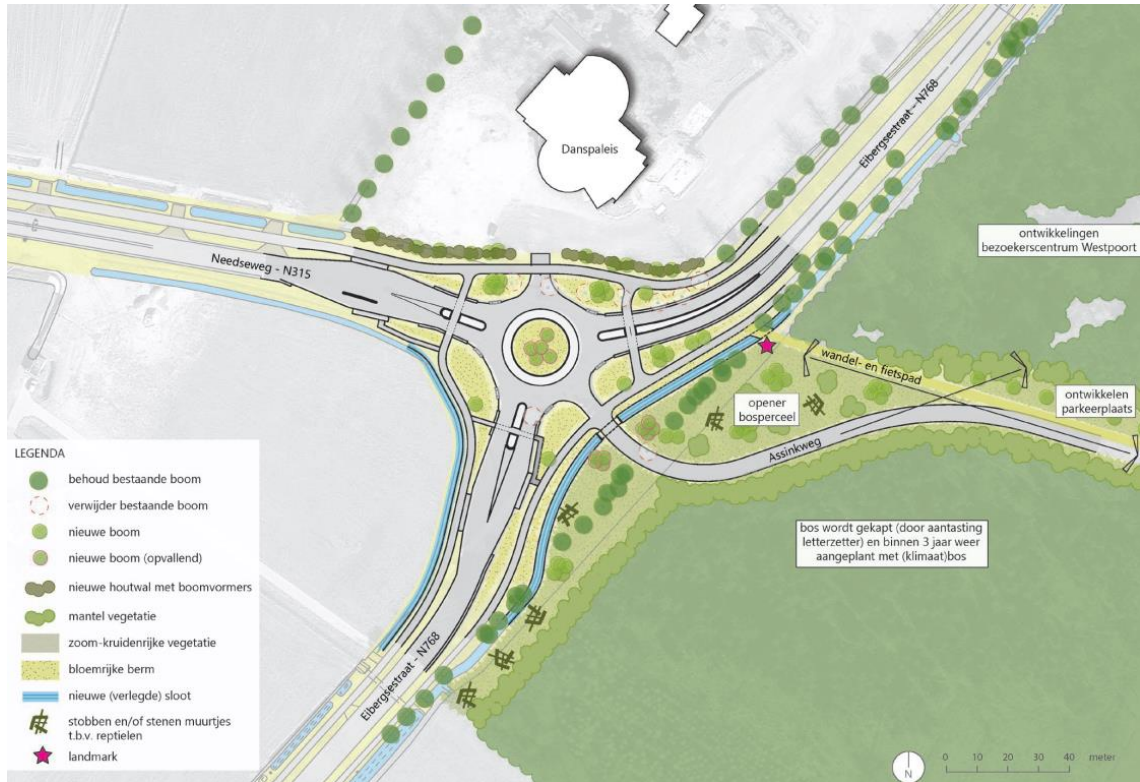 Danspaleis
Eibergsestraat - N768
ontwikkelingen
bezoekerscentrum Westpoort
Needseweg - N315
wandel- en fietspad
opener
bosperceel
ontwikkelen
parkeerplaats
Assinkweg
bos wordt gekapt (door aantasting
letterzetter) en binnen 3 jaar weer
aangeplant met (klimaat)bos
Eibergsestraat - N768
LEGENDA
behoud bestaande boom
verwijder bestaande boom
nieuwe boom
nieuwe boom (opvallend)
nieuwe houtwal met boomvormers
mantel vegetatie
zoom-kruidenrijke vegetatie
bloemrijke berm
nieuwe (verlegde) sloot
stobben en/of stenen muurtjes
t.b.v. reptielen
landmark
N
0 10 20 30 40 meter